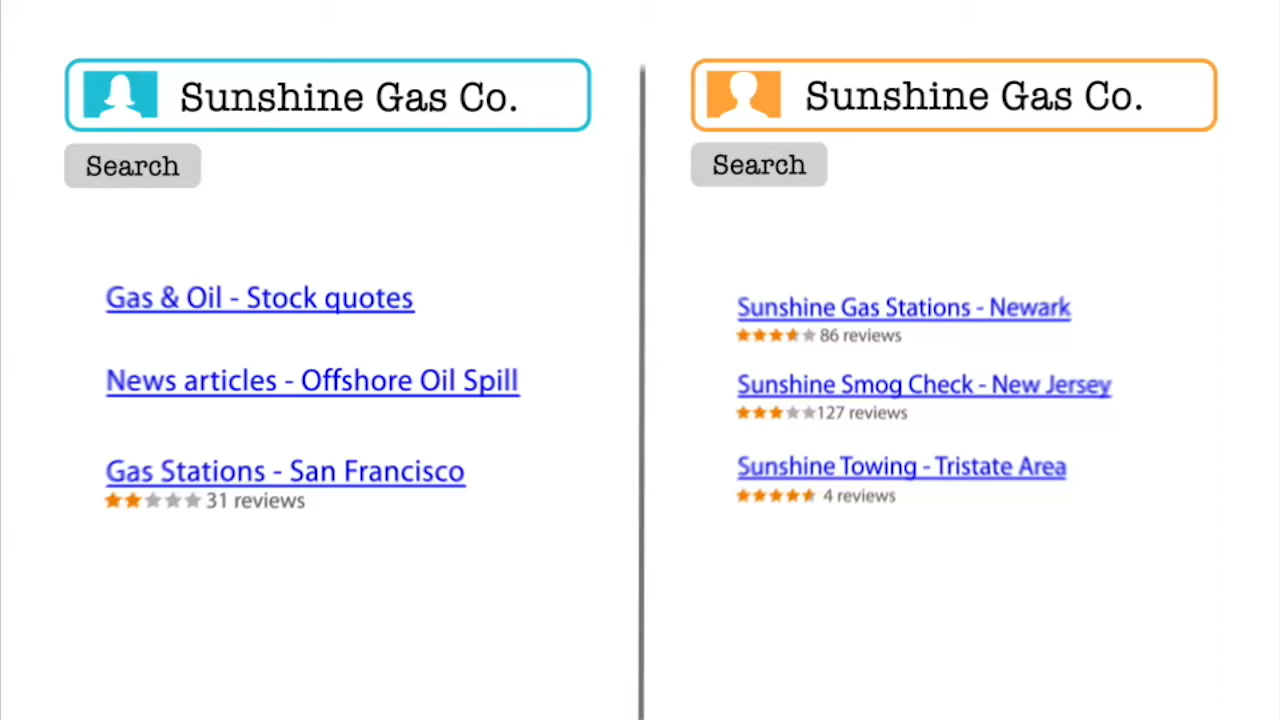 Sunshine Gas Co.
Search
Gas & Oil - Stock quotes
News articles - Offshore Oil Spill
Gas Stations - San Francisco
31 reviews
Sunshine Gas Co.
Search
Sunshine Gas Stations - Newark
86 reviews
Sunshine Smog Check - New Jersey
127 reviews
Sunshine Towing - Tristate Area
4 reviews